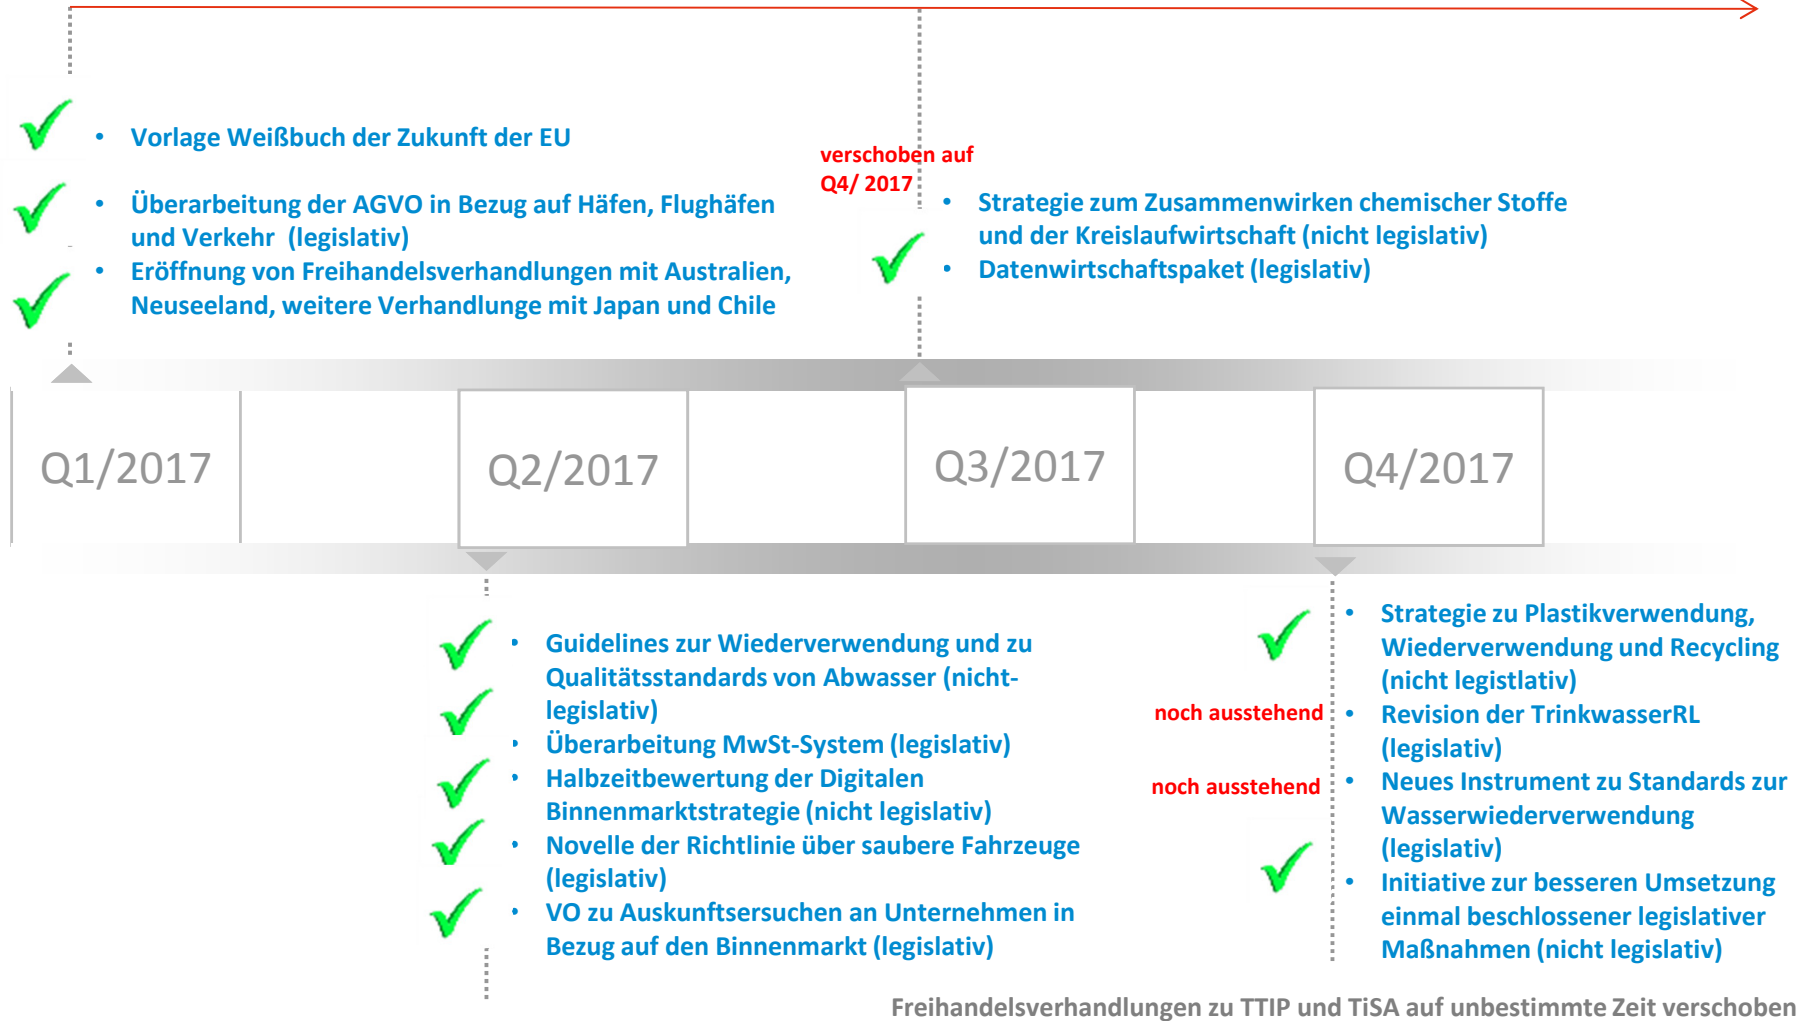 • Vorlage Weißbuch der Zukunft der EU
• Überarbeitung der AGVO in Bezug auf Häfen, Flughäfen
und Verkehr (legislativ)
• Eröffnung von Freihandelsverhandlungen mit Australien,
Neuseeland, weitere Verhandlunge mit Japan und Chile
verschoben auf
Q4/ 2017
• Strategie zum Zusammenwirken chemischer Stoffe
und der Kreislaufwirtschaft (nicht legislativ)
• Datenwirtschaftspaket (legislativ)
Q1/2017
Q2/2017
Q3/2017
Q4/2017
• Guidelines zur Wiederverwendung und zu
Qualitätsstandards von Abwasser (nicht-
legislativ)
• Überarbeitung MwSt-System (legislativ)
• Halbzeitbewertung der Digitalen
Binnenmarktstrategie (nicht legislativ)
• Novelle der Richtlinie über saubere Fahrzeuge
(legislativ)
• VO zu Auskunftsersuchen an Unternehmen in
Bezug auf den Binnenmarkt (legislativ)
• Strategie zu Plastikverwendung,
Wiederverwendung und Recycling
(nicht legistlativ)
noch ausstehend
• Revision der TrinkwasserRL
(legislativ)
noch ausstehend
• Neues Instrument zu Standards zur
Wasserwiederverwendung
(legislativ)
• Initiative zur besseren Umsetzung
einmal beschlossener legislativer
Maßnahmen (nicht legislativ)
Freihandelsverhandlungen zu TTIP und TiSA auf unbestimmte Zeit verschoben